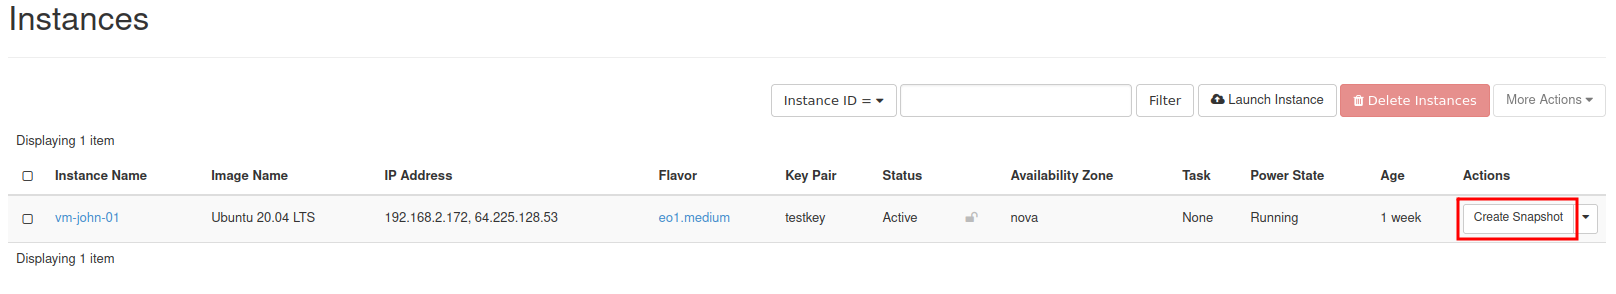 Instances
Instance ID = Filter Launch Instance Delete Instances More Actions
Displaying 1 item
Instance Name Image Name IP Address Flavor Key Pair Status Availability Zone Task Power State Age Actions
vm-john-01 Ubuntu 20.04 LTS 192.168.2.172, 64.225.128.53 eo1.medium testkey Active nova None Running 1 week Create Snapshot
Displaying 1 item